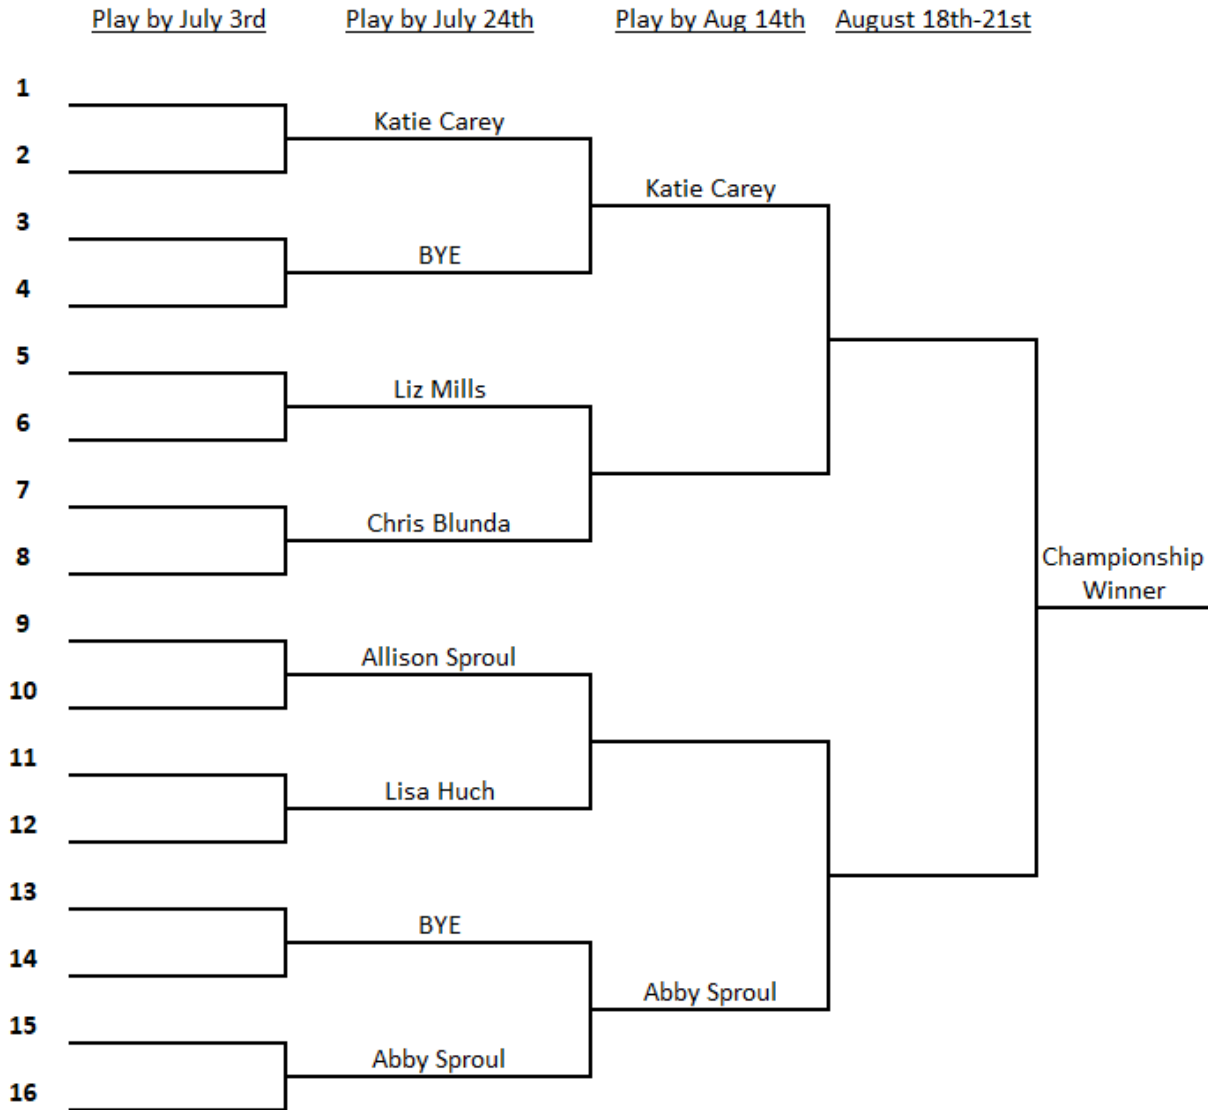 Play by July 3rd Play by July 24th Play by Aug 14th August 18th-21st
1
Katie Carey
2
Katie Carey
3
BYE
4
5
Liz Mills
6
7
Chris Blunda
8
Championship
Winner
9
Allison Sproul
10
11
Lisa Huch
12
13
BYE
14
Abby Sproul
15
Abby Sproul
16